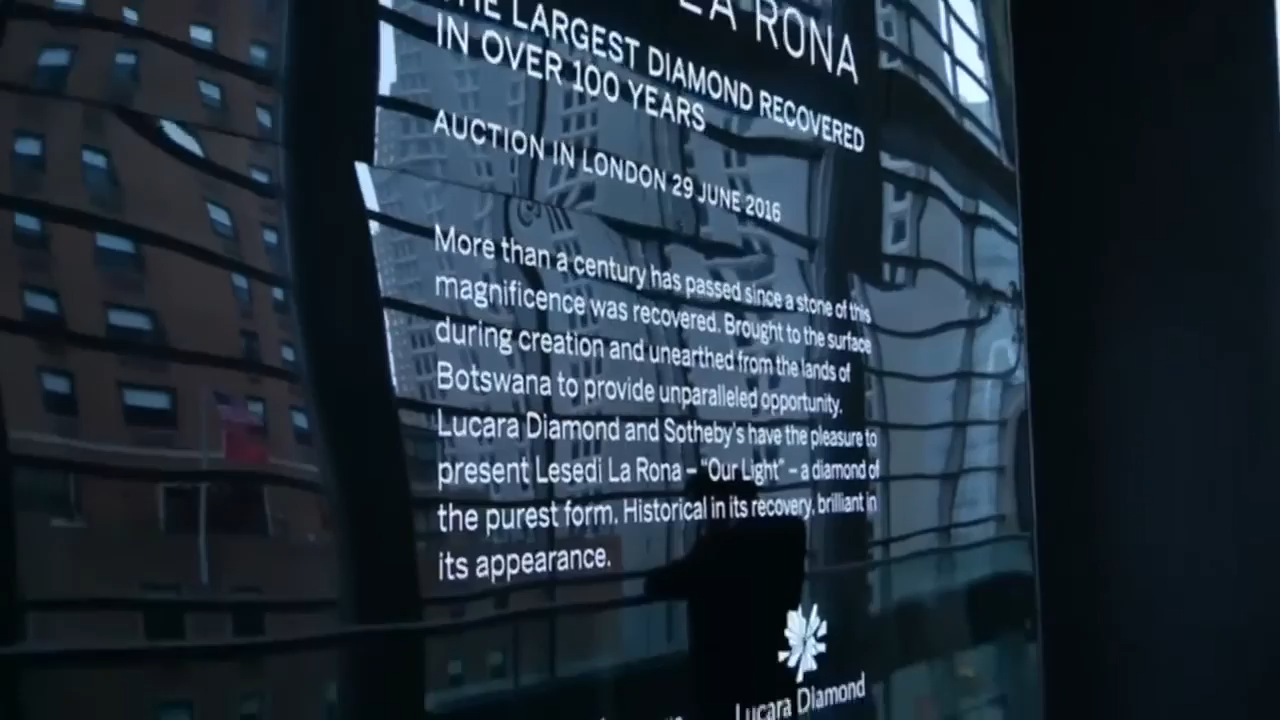 LA RONA
THE LARGEST DIAMOND RECOVERED
IN OVER 100 YEARS
AUCTION IN LONDON 29 JUNE 2016
More than a century has passed since a stone of this
magnificence was recovered. Brought to the surface
during creation and unearthed from the lands of
Botswana to provide unparalleled opportunity.
Lucara Diamond and Sotheby's have the pleasure to
present Lesedi La Rona – “Our Light” – a diamond of
the purest form. Historical in its recovery, brilliant in
its appearance.
Lucara Diamond